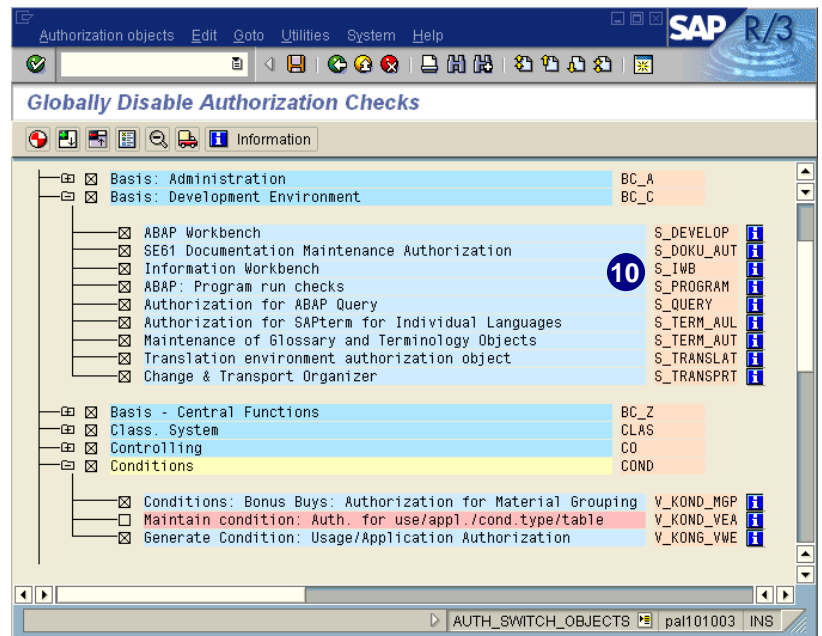 SAP R/3
Authorization objects Edit Goto Utilities System Help
Globally Disable Authorization Checks
Information
Basis: Administration BC_A
Basis: Development Environment BC_C
ABAP Workbench S_DEVELOP
SE61 Documentation Maintenance Authorization S_DOKU_AUT
Information Workbench 10 S_IWB
ABAP: Program run checks S_PROGRAM
Authorization for ABAP Query S_QUERY
Authorization for SAPterm for Individual Languages S_TERM_AUL
Maintenance of Glossary and Terminology Objects S_TERM_AUT
Translation environment authorization object S_TRANSLAT
Change & Transport Organizer S_TRANSPRT
Basis - Central Functions BC_Z
Class. System CLAS
Controlling CO
Conditions COND
Conditions: Bonus Buys: Authorization for Material Grouping V_KOND_MGP
Maintain condition: Auth. for use/appl./cond.type/table V_KOND_VEA
Generate Condition: Usage/Application Authorization V_KONG_VWE
AUTH_SWITCH_OBJECTS pal101003 INS